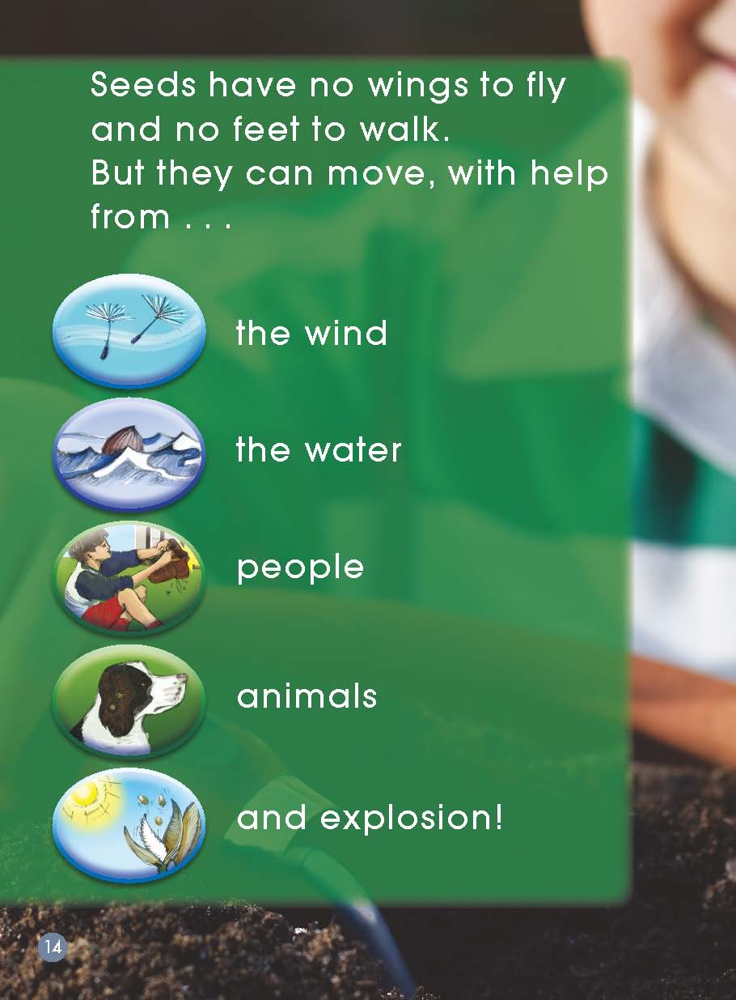 Seeds have no wings to fly
and no feet to walk.
But they can move, with help
from . . .
the wind
the water
people
animals
and explosion!
14